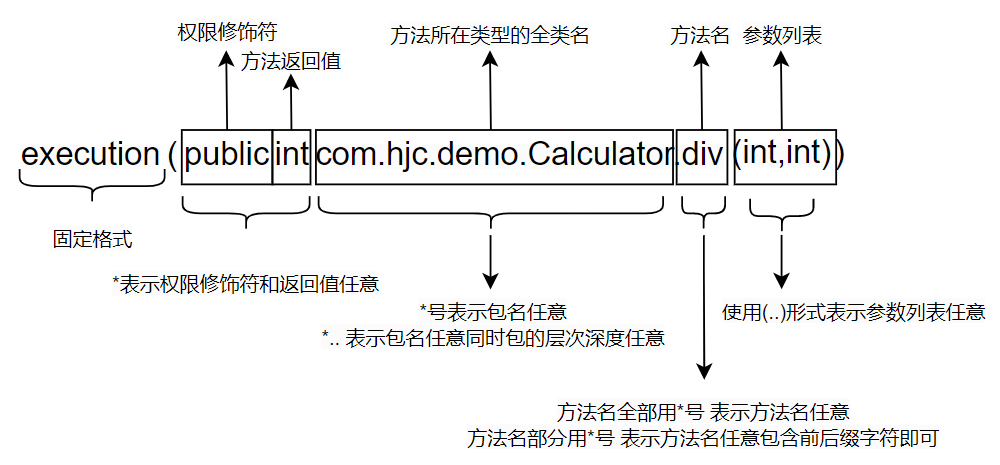 权限修饰符
方法返回值
方法所在类型的全类名
方法名
参数列表
execution(public int com.hjc.demo.Calculator.div (int,int))
固定格式
*表示权限修饰符和返回值任意
*号表示包名任意
*.. 表示包名任意同时包的层次深度任意
使用(..)形式表示参数列表任意
方法名全部用*号 表示方法名任意
方法名部分用*号 表示方法名任意包含前后缀字符即可